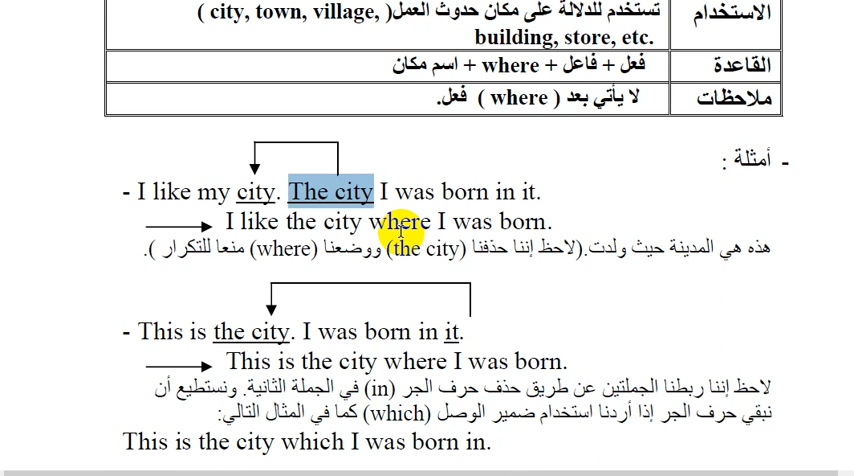 الاستخدام تستخدم للدلالة على مكان حدوث العمل( city, town, village,
building, store, etc. )
القاعدة فعل + فاعل + where + اسم مكان
ملاحظات لا يأتي بعد ( where ) فعل.
- أمثلة :
- I like my city. The city I was born in it.
I like the city where I was born.
هذه هي المدينة حيث ولدت.(لاحظ إننا حذفنا (the city) ووضعنا (where) منعا للتكرار ).
- This is the city. I was born in it.
This is the city where I was born.
لاحظ إننا ربطنا الجملتين عن طريق حذف حرف الجر (in) في الجملة الثانية. ونستطيع أن
نبقي حرف الجر إذا أردنا استخدام ضمير الوصل (which) كما في المثال التالي:
This is the city which I was born in.